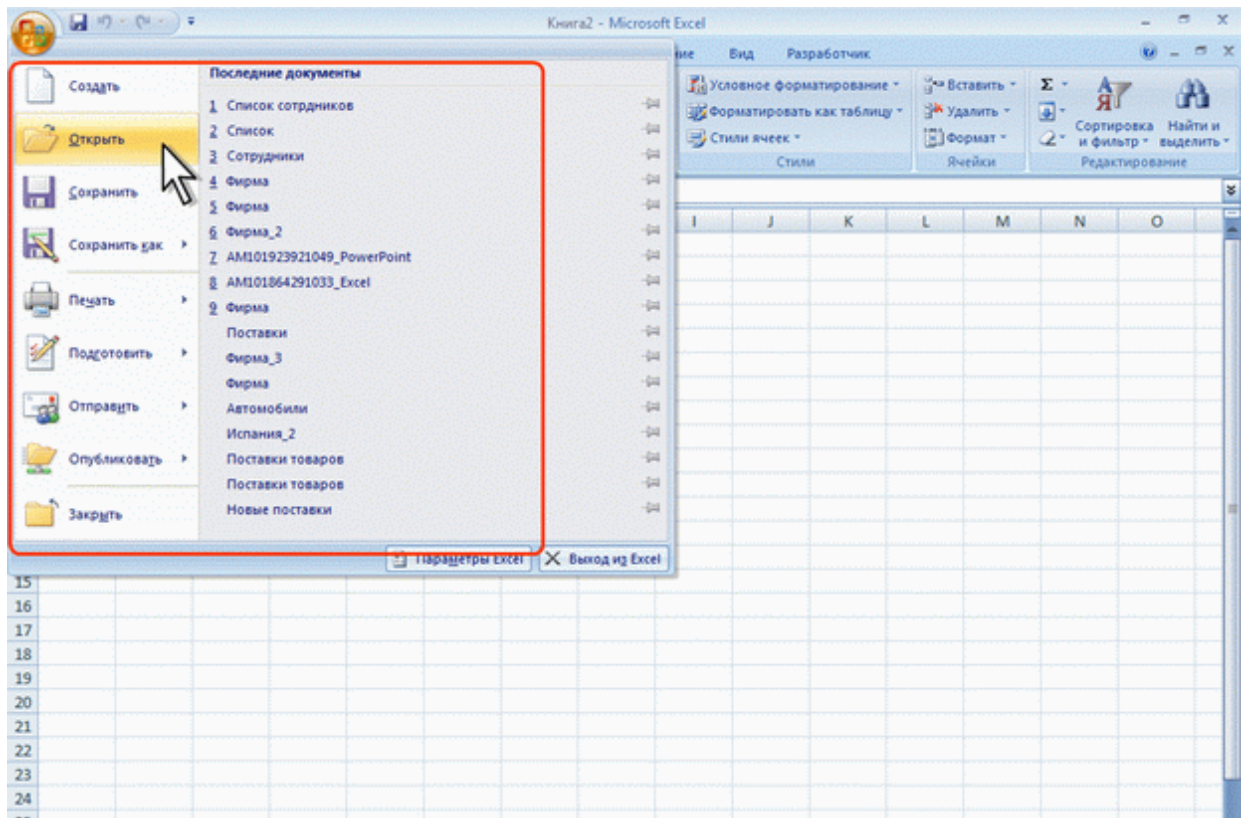 Книга2 - Microsoft Excel
ние Вид Разработчик
Создать
Открыть
Сохранить
Сохранить как
Печать
Подготовить
Отправить
Опубликовать
Закрыть
Последние документы
1 Список сотрдников
2 Список
3 Сотрудники
4 Фирма
5 Фирма
6 Фирма_2
7 AM101923921049_PowerPoint
8 AM101864291033_Excel
9 Фирма
Поставки
Фирма_3
Фирма
Автомобили
Испания_2
Поставки товаров
Поставки товаров
Новые поставки
Параметры Excel
Выход из Excel
Условное форматирование
Форматировать как таблицу
Стили ячеек
Стили
Вставить
Удалить
Формат
Ячейки
Σ
Сортировка
и фильтр
Найти и
выделить
Редактирование
I J K L M N O
15
16
17
18
19
20
21
22
23
24